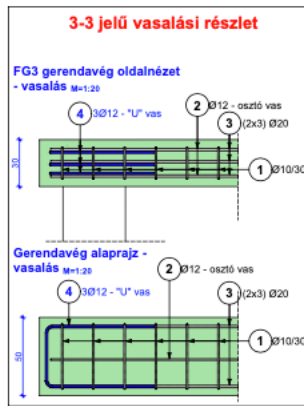 3-3 jelű vasalási részlet
FG3 gerendavég oldalnézet
- vasalás M=1:20
2 Ø12 - osztó vas
4 3Ø12 - "U" vas
3 (2x3) Ø20
1 Ø10/30
30
Gerendavég alaprajz -
vasalás M=1:20
2 Ø12 - osztó vas
4 3Ø12 - "U" vas
3 (2x3) Ø20
1 Ø10/30
50